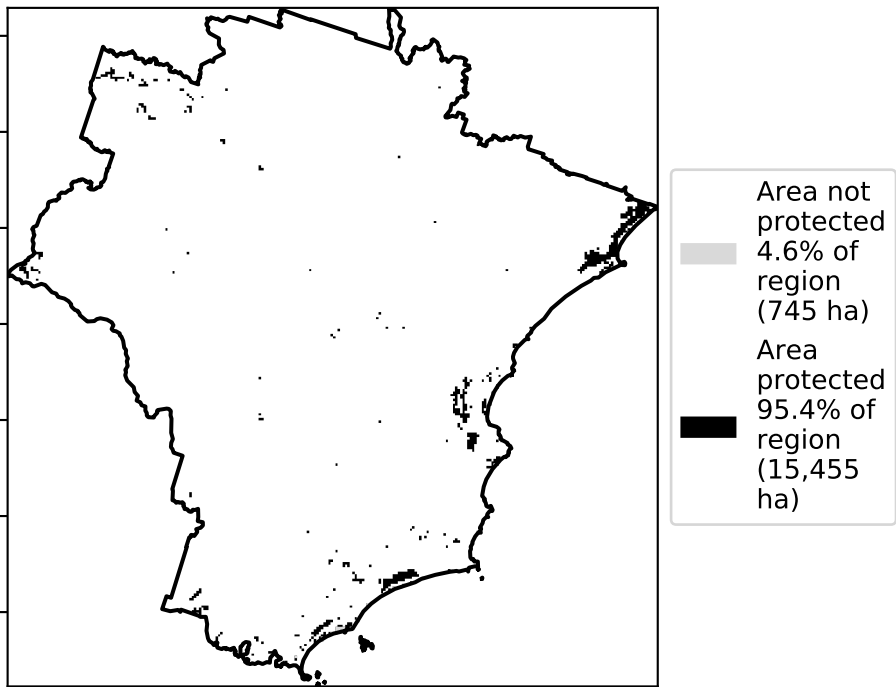 Area not
protected
4.6% of
region
(745 ha)
Area
protected
95.4% of
region
(15,455
ha)